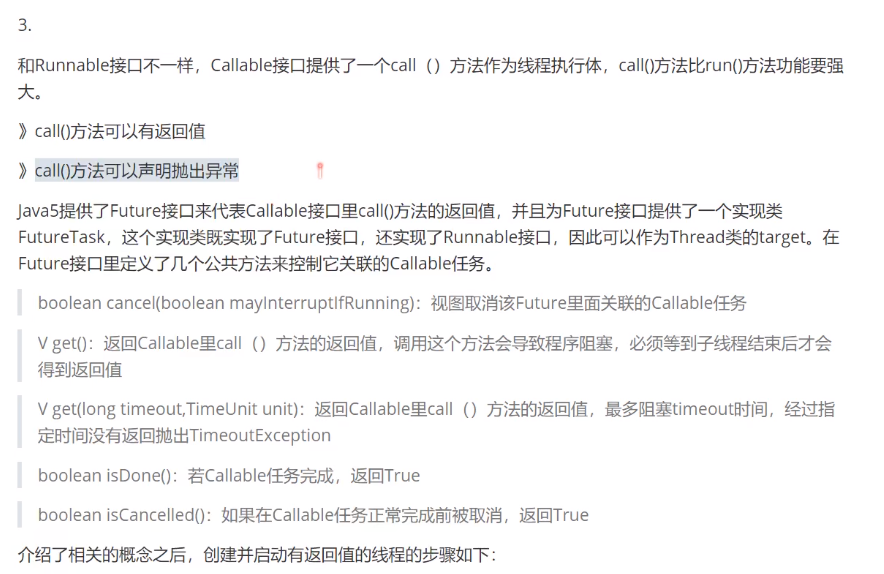 3.
和Runnable接口不一样，Callable接口提供了一个call（）方法作为线程执行体，call()方法比run()方法功能要强
大。
》call()方法可以有返回值
》call()方法可以声明抛出异常
Java5提供了Future接口来代表Callable接口里call()方法的返回值，并且为Future接口提供了一个实现类
FutureTask，这个实现类既实现了Future接口，还实现了Runnable接口，因此可以作为Thread类的target。在
Future接口里定义了几个公共方法来控制它关联的Callable任务。
boolean cancel(boolean mayInterruptIfRunning)：视图取消该Future里面关联的Callable任务
V get()：返回Callable里call（）方法的返回值，调用这个方法会导致程序阻塞，必须等到子线程结束后才会
得到返回值
V get(long timeout,TimeUnit unit)：返回Callable里call（）方法的返回值，最多阻塞timeout时间，经过指
定时间没有返回抛出TimeoutException
boolean isDone()：若Callable任务完成，返回True
boolean isCancelled()：如果在Callable任务正常完成前被取消，返回True
介绍了相关的概念之后，创建并启动有返回值的线程的步骤如下：